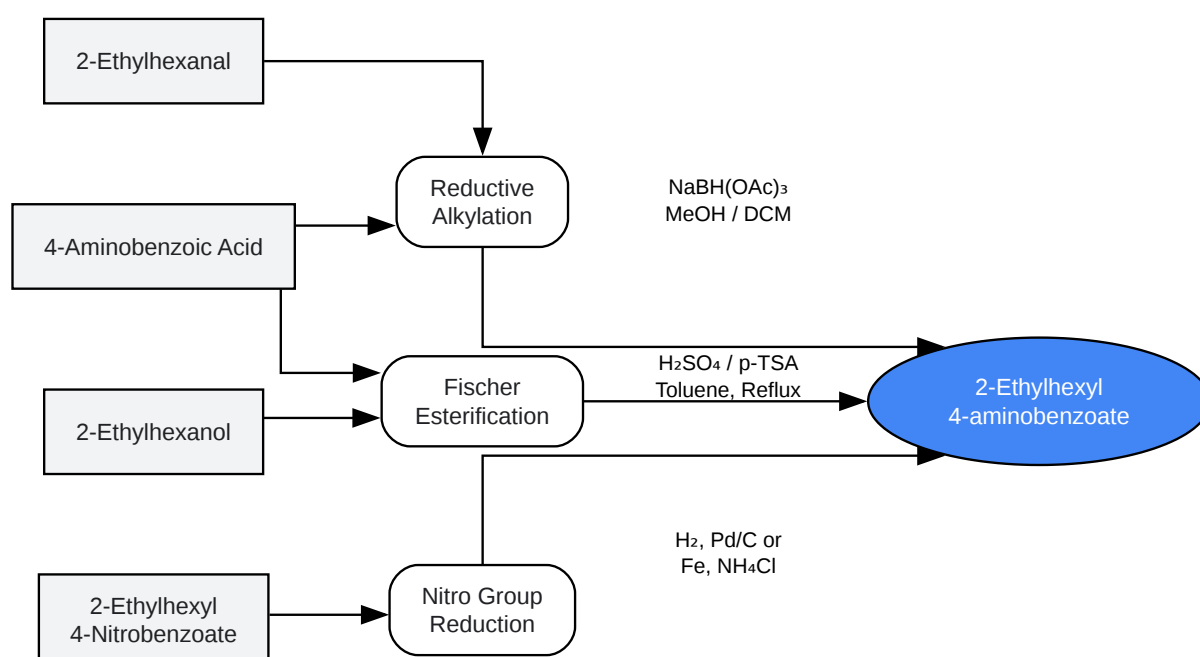 2-Ethylhexanal
Reductive
Alkylation
NaBH(OAc)₃
MeOH / DCM
4-Aminobenzoic Acid
H₂SO₄ / p-TSA
Toluene, Reflux
Fischer
Esterification
2-Ethylhexyl
4-aminobenzoate
2-Ethylhexanol
H₂, Pd/C or
Fe, NH₄Cl
2-Ethylhexyl
4-Nitrobenzoate
Nitro Group
Reduction